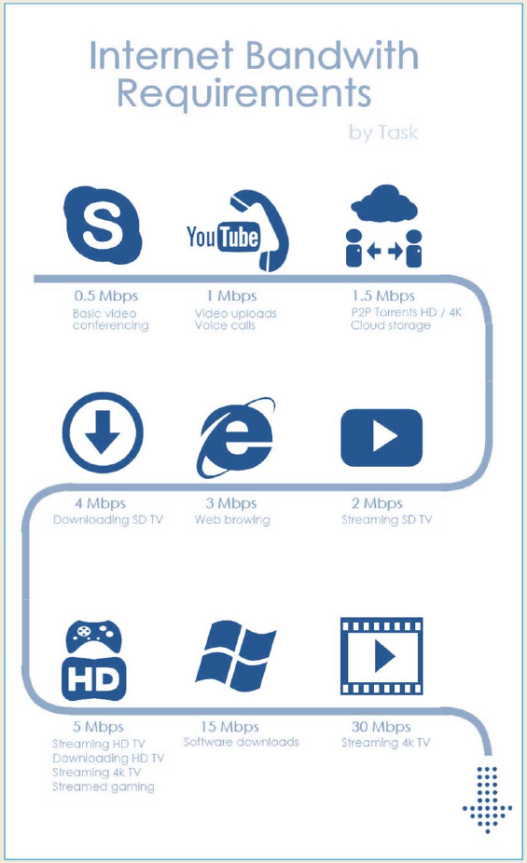 Internet Bandwith
Requirements
by Task
S
YouTube
0.5 Mbps
Basic video
conferencing
1 Mbps
Video uploads
Voice calls
1.5 Mbps
P2P Torrents HD / 4K
Cloud storage
4 Mbps
Downloading SD TV
3 Mbps
Web browing
2 Mbps
Streaming SD TV
HD
5 Mbps
Streaming HD TV
Downloading HD TV
Streaming 4k TV
Streamed gaming
15 Mbps
Software downloads
30 Mbps
Streaming 4k TV